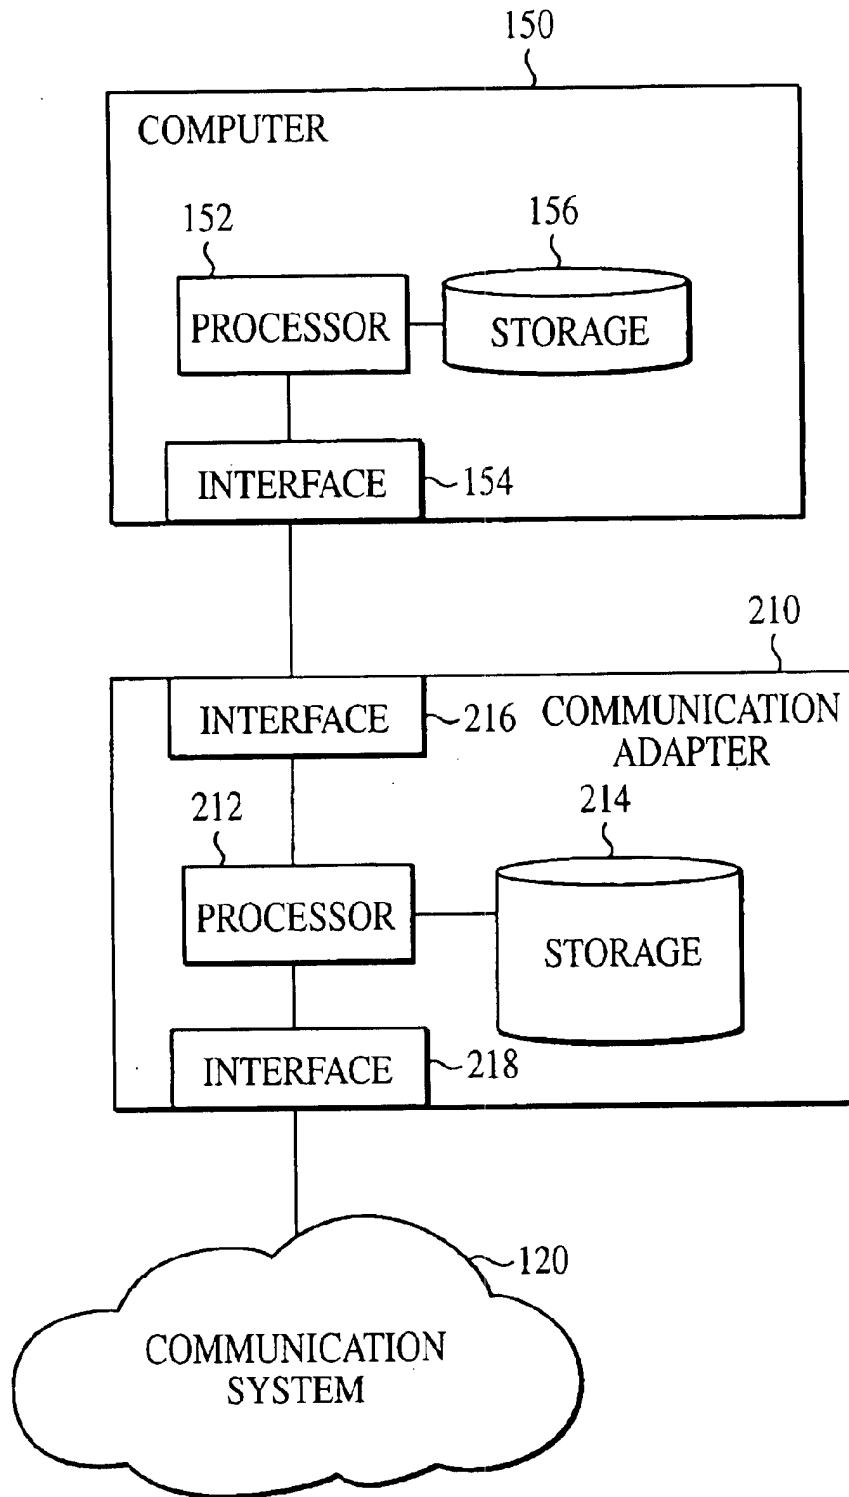 150
COMPUTER
152
156
PROCESSOR
STORAGE
INTERFACE
154
210
INTERFACE
216
COMMUNICATION
ADAPTER
212
214
PROCESSOR
STORAGE
INTERFACE
218
120
COMMUNICATION
SYSTEM